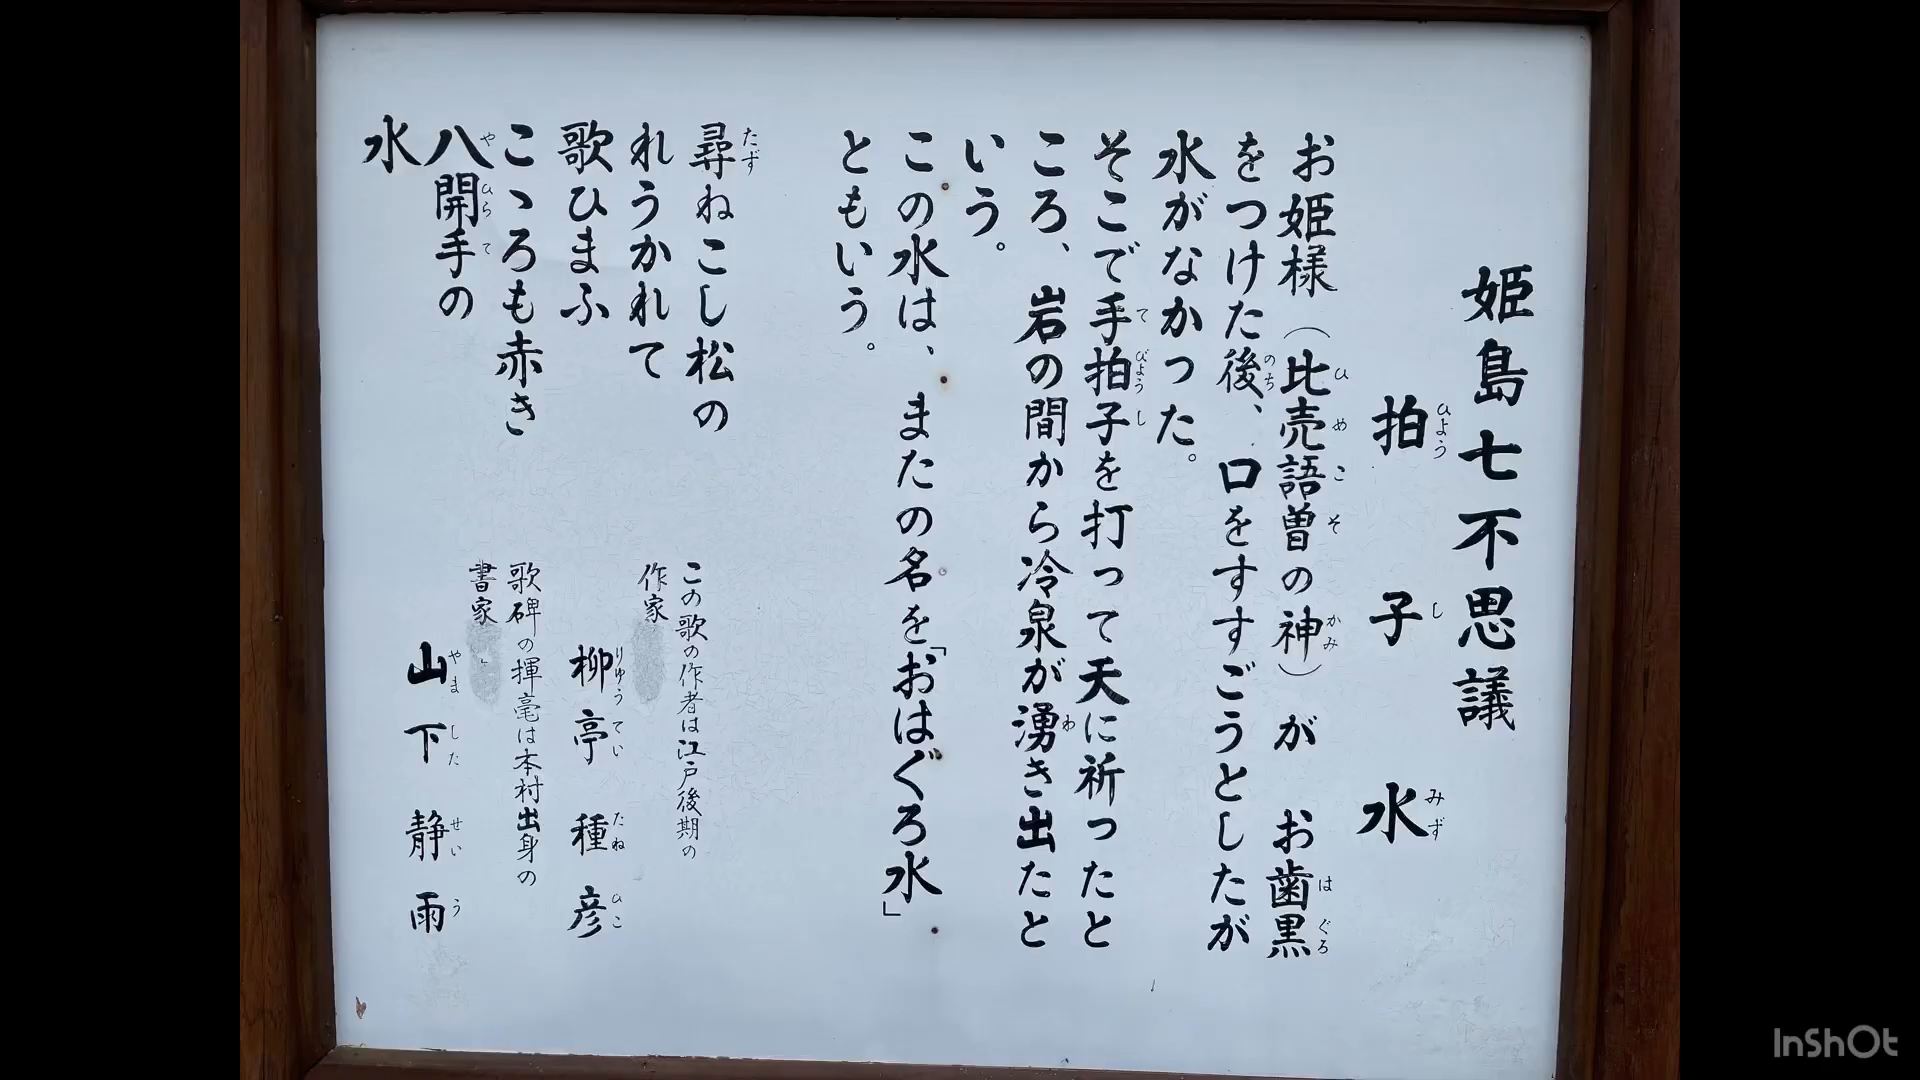 姫島七不思議
拍子水
お姫様（比売語曽の神）が お歯黒
をつけた後、口をすすごうとしたが
水がなかった。
そこで手拍子を打って天に祈ったと
ころ、岩の間から冷泉が湧き出たと
いう。
この水は、またの名を「おはぐろ水」
ともいう。
尋ねこし松の
れうかれて
歌ひまふ
こゝろも赤き
八開手の
水
この歌の作者は江戸後期の
作家
柳亭種彦
歌碑の揮毫は本村出身の
書家
山下静雨
InShOt